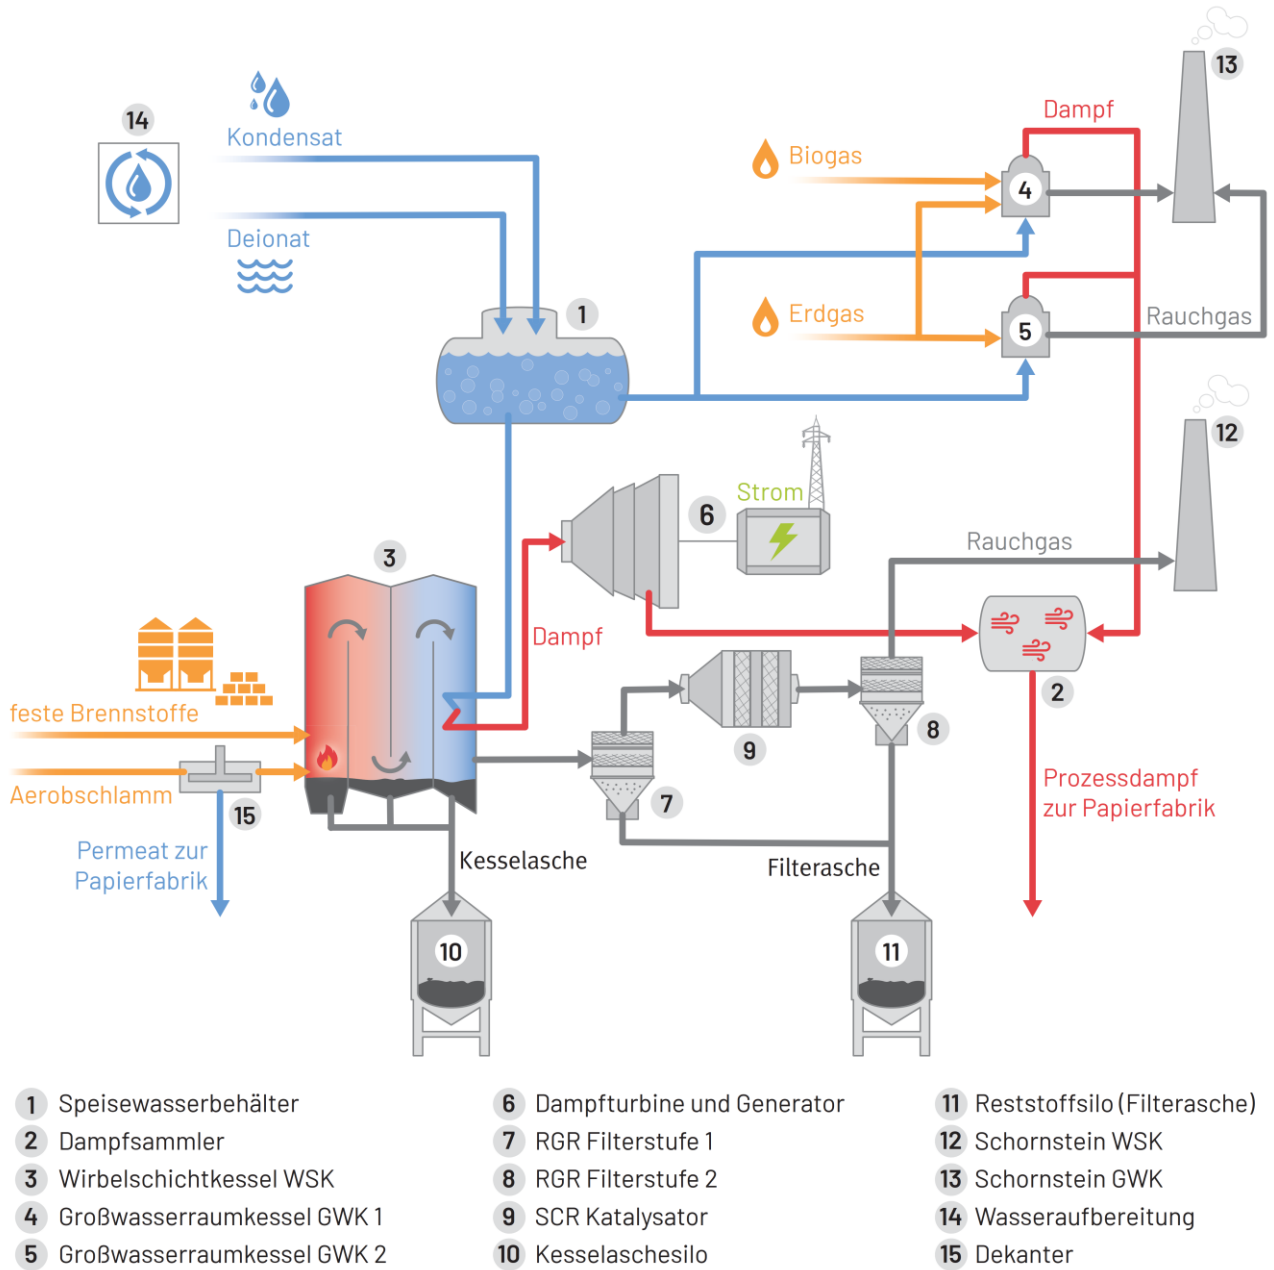 13
Dampf
14
Kondensat
Biogas
4
Deionat
1
Erdgas
5
Rauchgas
12
Strom
6
3
Rauchgas
Dampf
2
feste Brennstoffe
8
9
Aerobschlamm
7
15
Prozessdampf
zur Papierfabrik
Permeat zur
Papierfabrik
Kesselasche
Filterasche
10
11
1 Speisewasserbehälter
2 Dampfsammler
3 Wirbelschichtkessel WSK
4 Großwasserraumkessel GWK 1
5 Großwasserraumkessel GWK 2
6 Dampfturbine und Generator
7 RGR Filterstufe 1
8 RGR Filterstufe 2
9 SCR Katalysator
10 Kesselaschesilo
11 Reststoffsilo (Filterasche)
12 Schornstein WSK
13 Schornstein GWK
14 Wasseraufbereitung
15 Dekanter